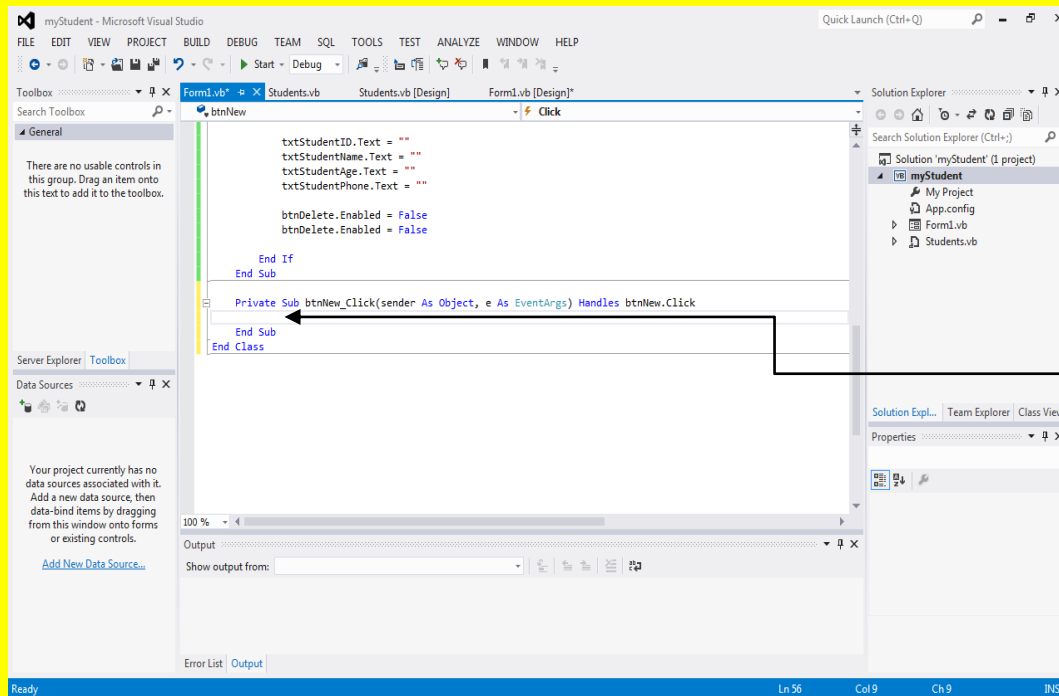 myStudent - Microsoft Visual Studio
Quick Launch (Ctrl+Q)
FILE EDIT VIEW PROJECT BUILD DEBUG TEAM SQL TOOLS TEST ANALYZE WINDOW HELP
Start Debug
Toolbox
Search Toolbox
General
There are no usable controls in
this group. Drag an item onto
this text to add it to the toolbox.
Server Explorer Toolbox
Data Sources
Your project currently has no
data sources associated with it.
Add a new data source, then
data-bind items by dragging
from this window onto forms
or existing controls.
Add New Data Source...
Form1.vb* Students.vb Students.vb [Design] Form1.vb [Design]*
btnNew Click
txtStudentID.Text = ""
txtStudentName.Text = ""
txtStudentAge.Text = ""
txtStudentPhone.Text = ""
btnDelete.Enabled = False
btnDelete.Enabled = False
End If
End Sub
Private Sub btnNew_Click(sender As Object, e As EventArgs) Handles btnNew.Click
End Sub
End Class
100 %
Output
Show output from:
Error List Output
Solution Explorer
Search Solution Explorer (Ctrl+;)
Solution 'myStudent' (1 project)
VB myStudent
My Project
App.config
Form1.vb
Students.vb
Solution Expl... Team Explorer Class View
Properties
Ready Ln 56 Col 9 Ch 9 INS